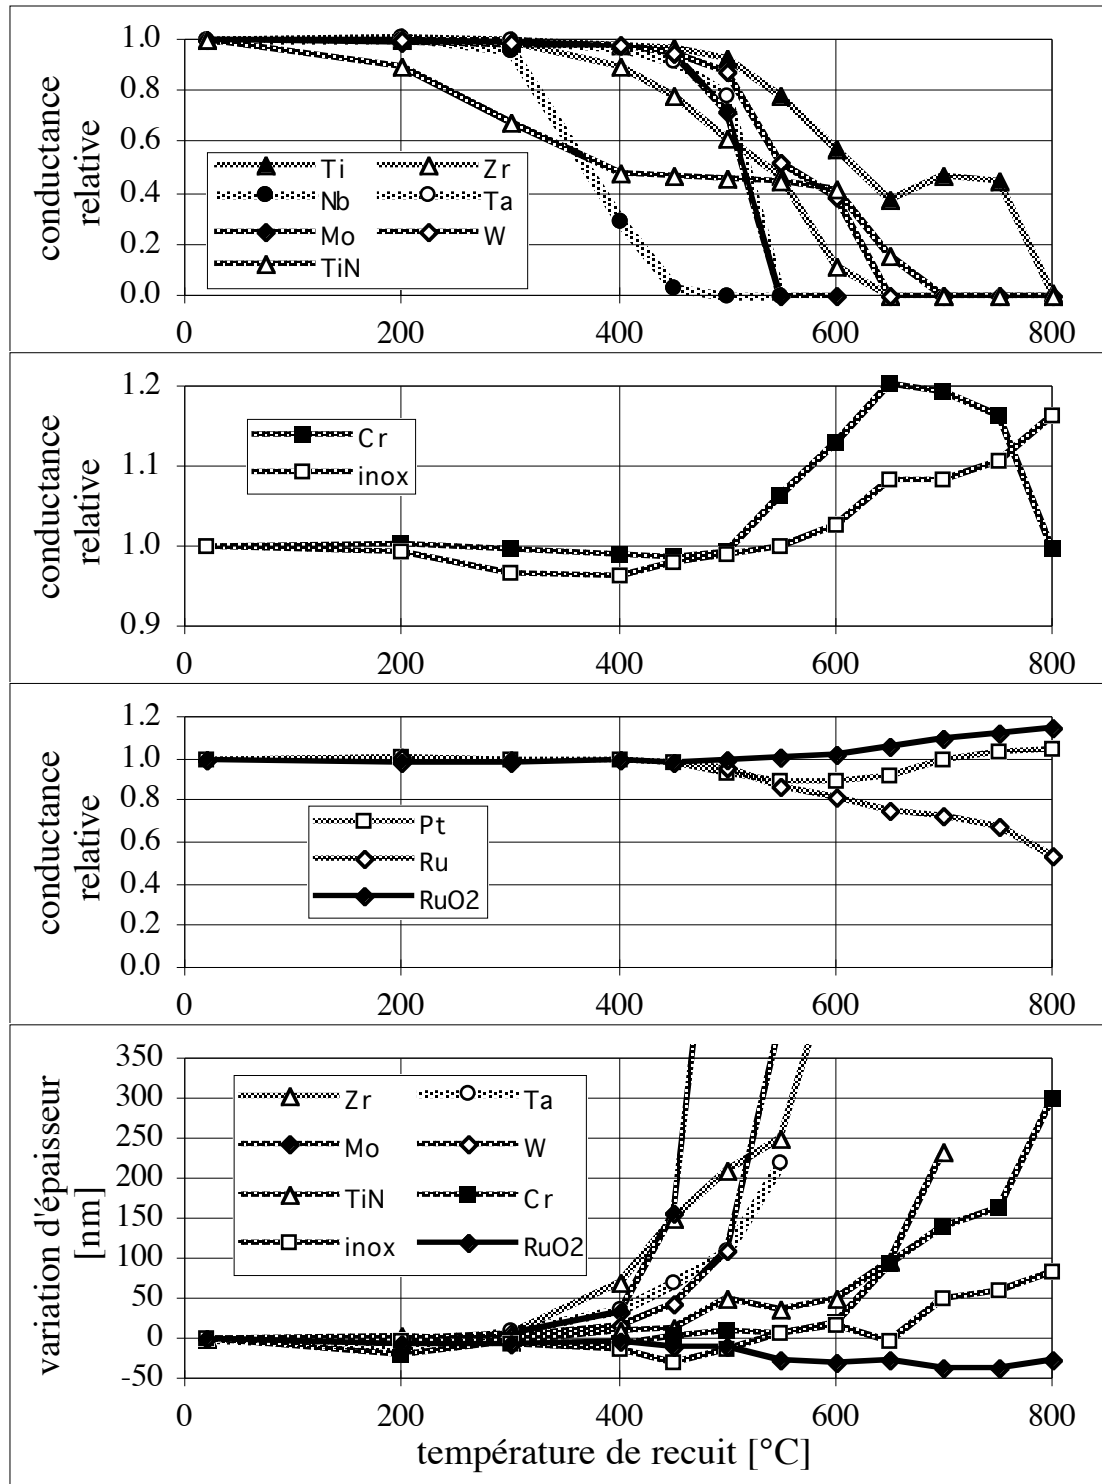 conductance
relative
1.0
0.8
0.6
0.4
0.2
0.0
Ti
Zr
Nb
Ta
Mo
W
TiN
0
200
400
600
800
conductance
relative
1.2
1.1
1.0
0.9
Cr
inox
0
200
400
600
800
conductance
relative
1.2
1.0
0.8
0.6
0.4
0.2
0.0
Pt
Ru
RuO2
0
200
400
600
800
variation d'épaisseur
[nm]
350
300
250
200
150
100
50
0
-50
Zr
Ta
Mo
W
TiN
Cr
inox
RuO2
0
200
400
600
800
température de recuit [°C]